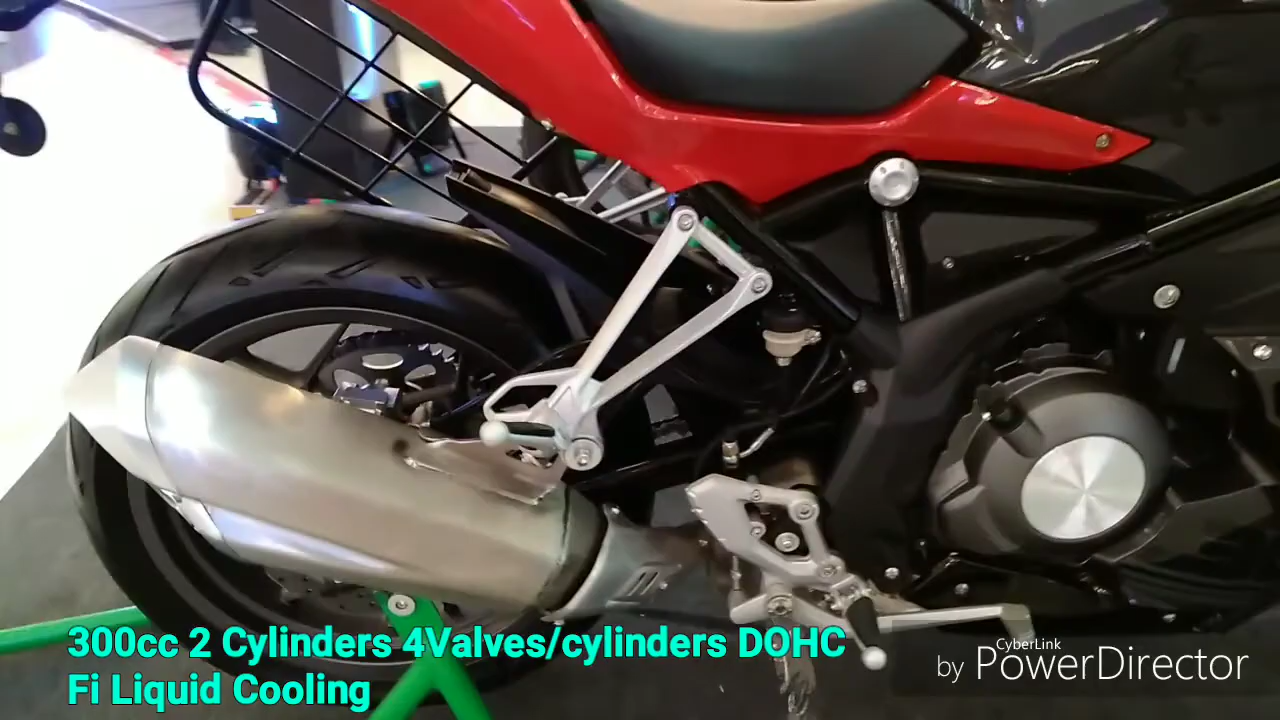 300cc 2 Cylinders 4Valves/cylinders DOHC
Fi Liquid Cooling
CyberLink
by PowerDirector